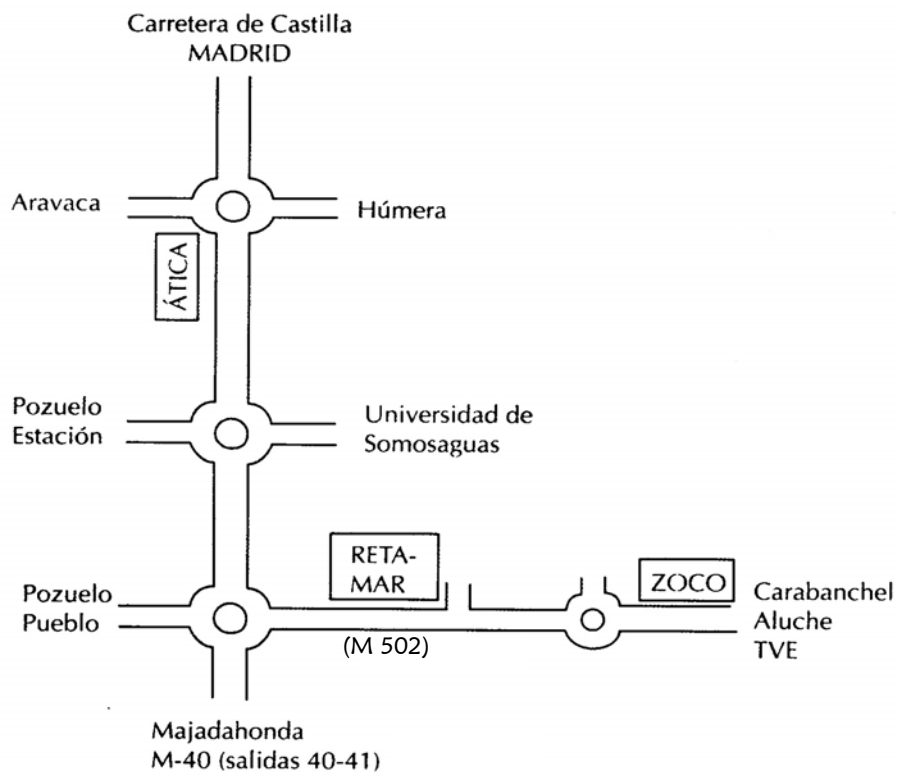 Carretera de Castilla
MADRID
Aravaca
Húmera
ÁTICA
Pozuelo
Estación
Universidad de
Somosaguas
RETA-
MAR
ZOCO
Pozuelo
Pueblo
Carabanchel
Aluche
TVE
(M 502)
Majadahonda
M-40 (salidas 40-41)